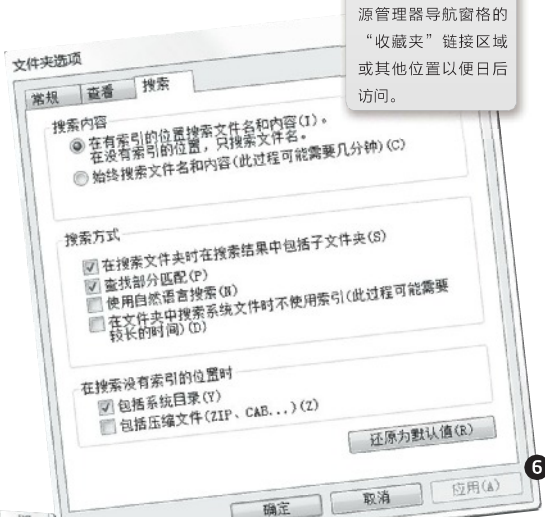 源管理器导航窗格的
“收藏夹”链接区域
或其他位置以便日后
访问。
文件夹选项
常规 查看 搜索
搜索内容
在有索引的位置搜索文件名和内容(I)。
在没有索引的位置，只搜索文件名。
始终搜索文件名和内容(此过程可能需要几分钟)(C)
搜索方式
在搜索文件夹时在搜索结果中包括子文件夹(S)
查找部分匹配(P)
使用自然语言搜索(N)
在文件夹中搜索系统文件时不使用索引(此过程可能需要
较长的时间)(D)
在搜索没有索引的位置时
包括系统目录(Y)
包括压缩文件(ZIP、CAB...)(Z)
还原为默认值(R)
6
确定 取消 应用(A)